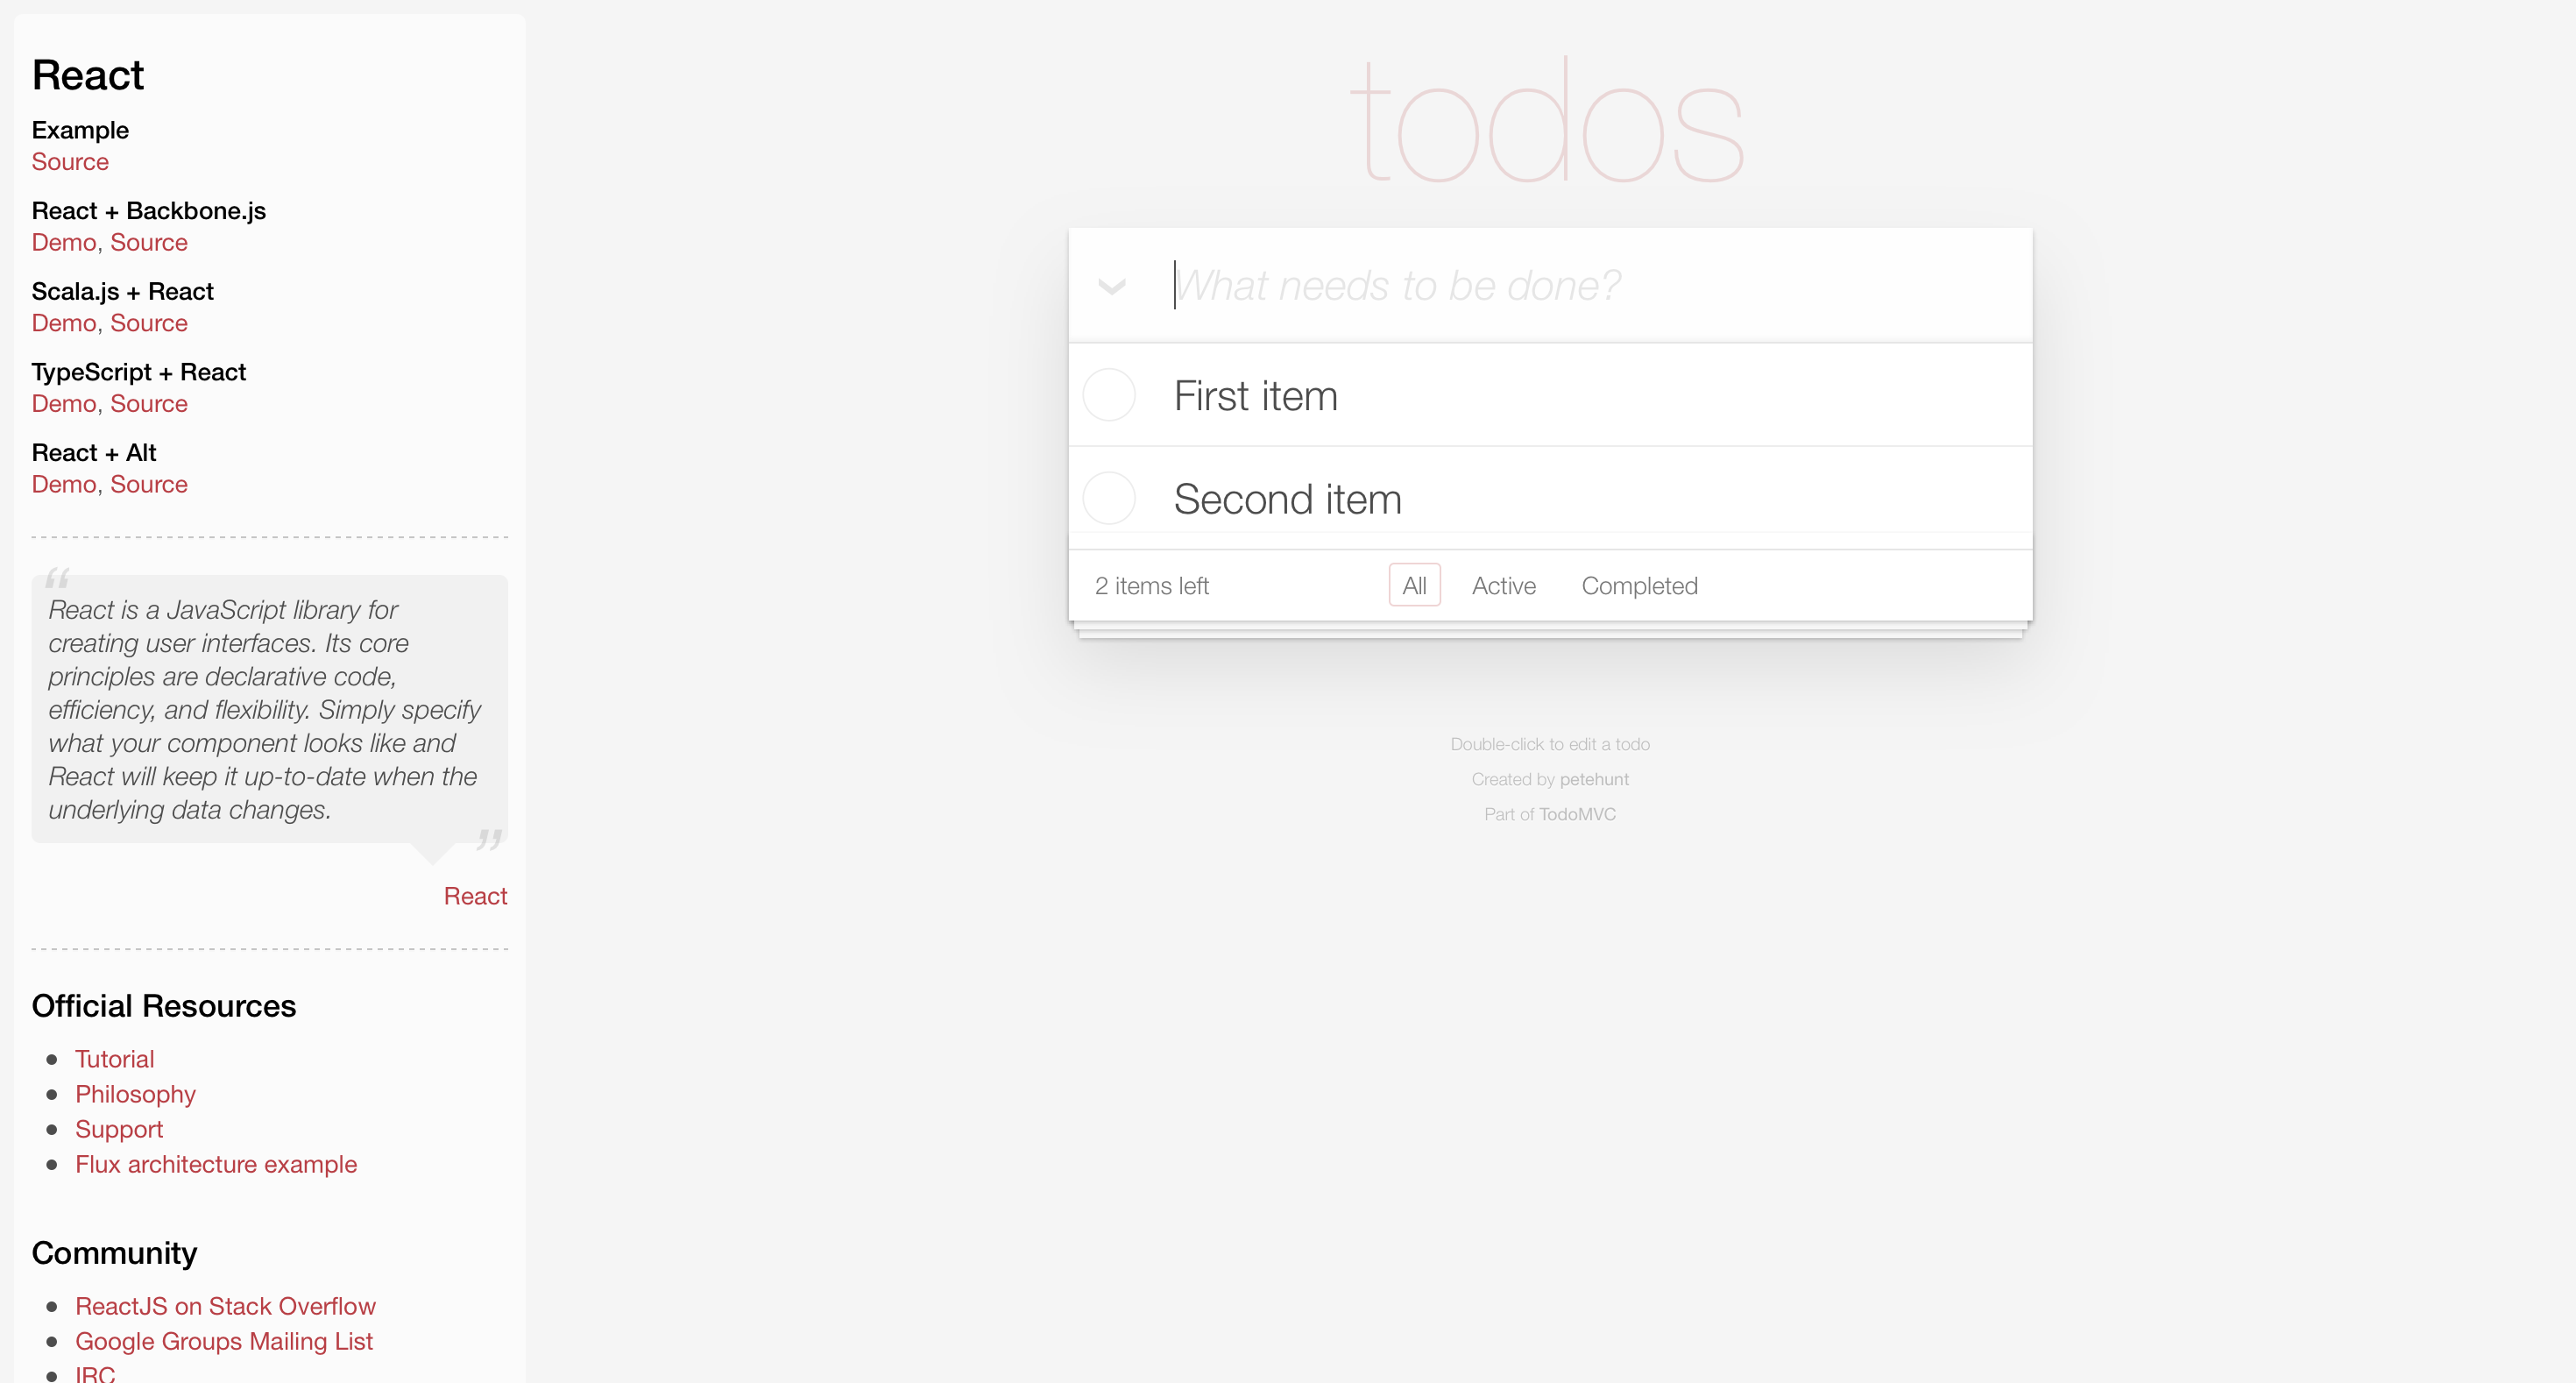 React
Example
Source
React + Backbone.js
Demo, Source
Scala.js + React
Demo, Source
TypeScript + React
Demo, Source
React + Alt
Demo, Source
“
React is a JavaScript library for
creating user interfaces. Its core
principles are declarative code,
efficiency, and flexibility. Simply specify
what your component looks like and
React will keep it up-to-date when the
underlying data changes.
”
React
Official Resources
• Tutorial
• Philosophy
• Support
• Flux architecture example
Community
• ReactJS on Stack Overflow
• Google Groups Mailing List
• IRC
todos
What needs to be done?
First item
Second item
2 items left All Active Completed
Double-click to edit a todo
Created by petehunt
Part of TodoMVC